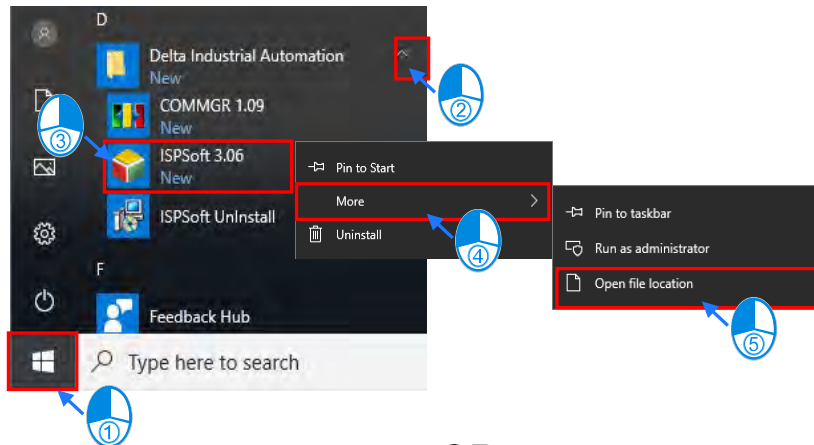 D
Delta Industrial Automation
New
②
COMMGR 1.09
New
③
ISPSoft 3.06
New
Pin to Start
More
④
Uninstall
Pin to taskbar
Run as administrator
Open file location
⑤
ISPSoft UnInstall
F
Feedback Hub
Type here to search
①